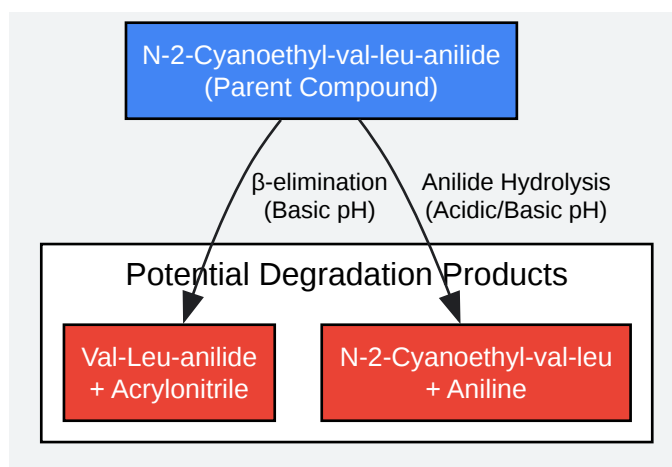 N-2-Cyanoethyl-val-leu-anilide
(Parent Compound)
β-elimination
(Basic pH)
Anilide Hydrolysis
(Acidic/Basic pH)
Potential Degradation Products
Val-Leu-anilide
+ Acrylonitrile
N-2-Cyanoethyl-val-leu
+ Aniline